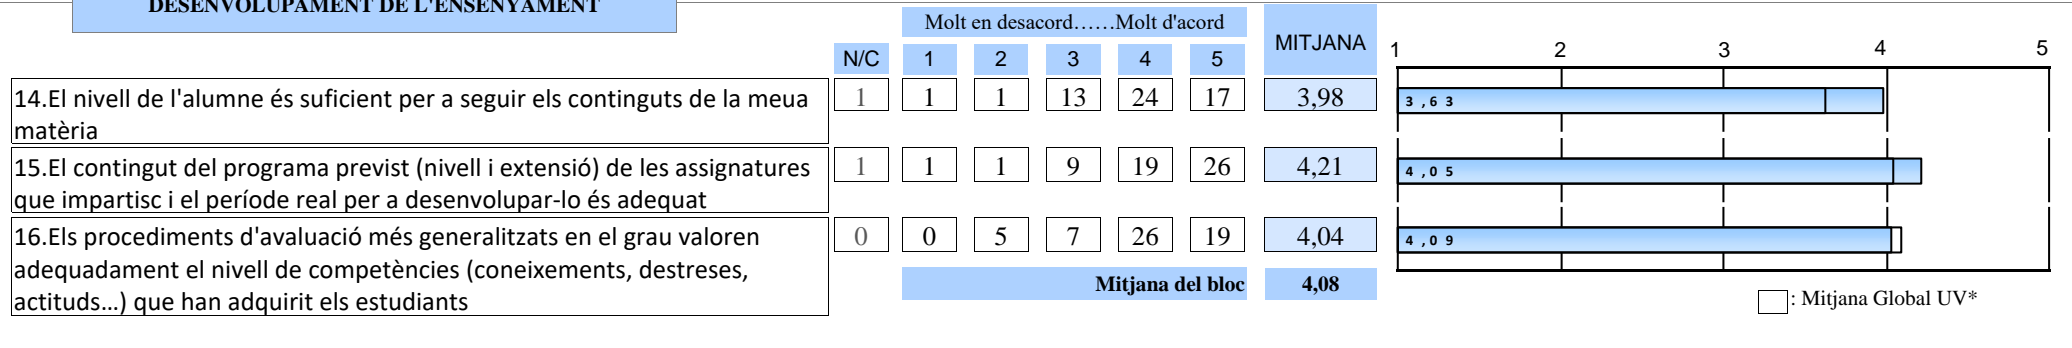 DESENVOLUPAMENT DE L'ENSENYAMENT
Molt en desacord......Molt d'acord
MITJANA
N/C 1 2 3 4 5
1 2 3 4 5
14.El nivell de l'alumne és suficient per a seguir els continguts de la meua
matèria
1 1 1 13 24 17 3,98
3,63
15.El contingut del programa previst (nivell i extensió) de les assignatures
que impartisc i el període real per a desenvolupar-lo és adequat
1 1 1 9 19 26 4,21
4,05
16.Els procediments d'avaluació més generalitzats en el grau valoren
adequadament el nivell de competències (coneixements, destreses,
actituds...) que han adquirit els estudiants
0 0 5 7 26 19 4,04
4,09
Mitjana del bloc 4,08
: Mitjana Global UV*